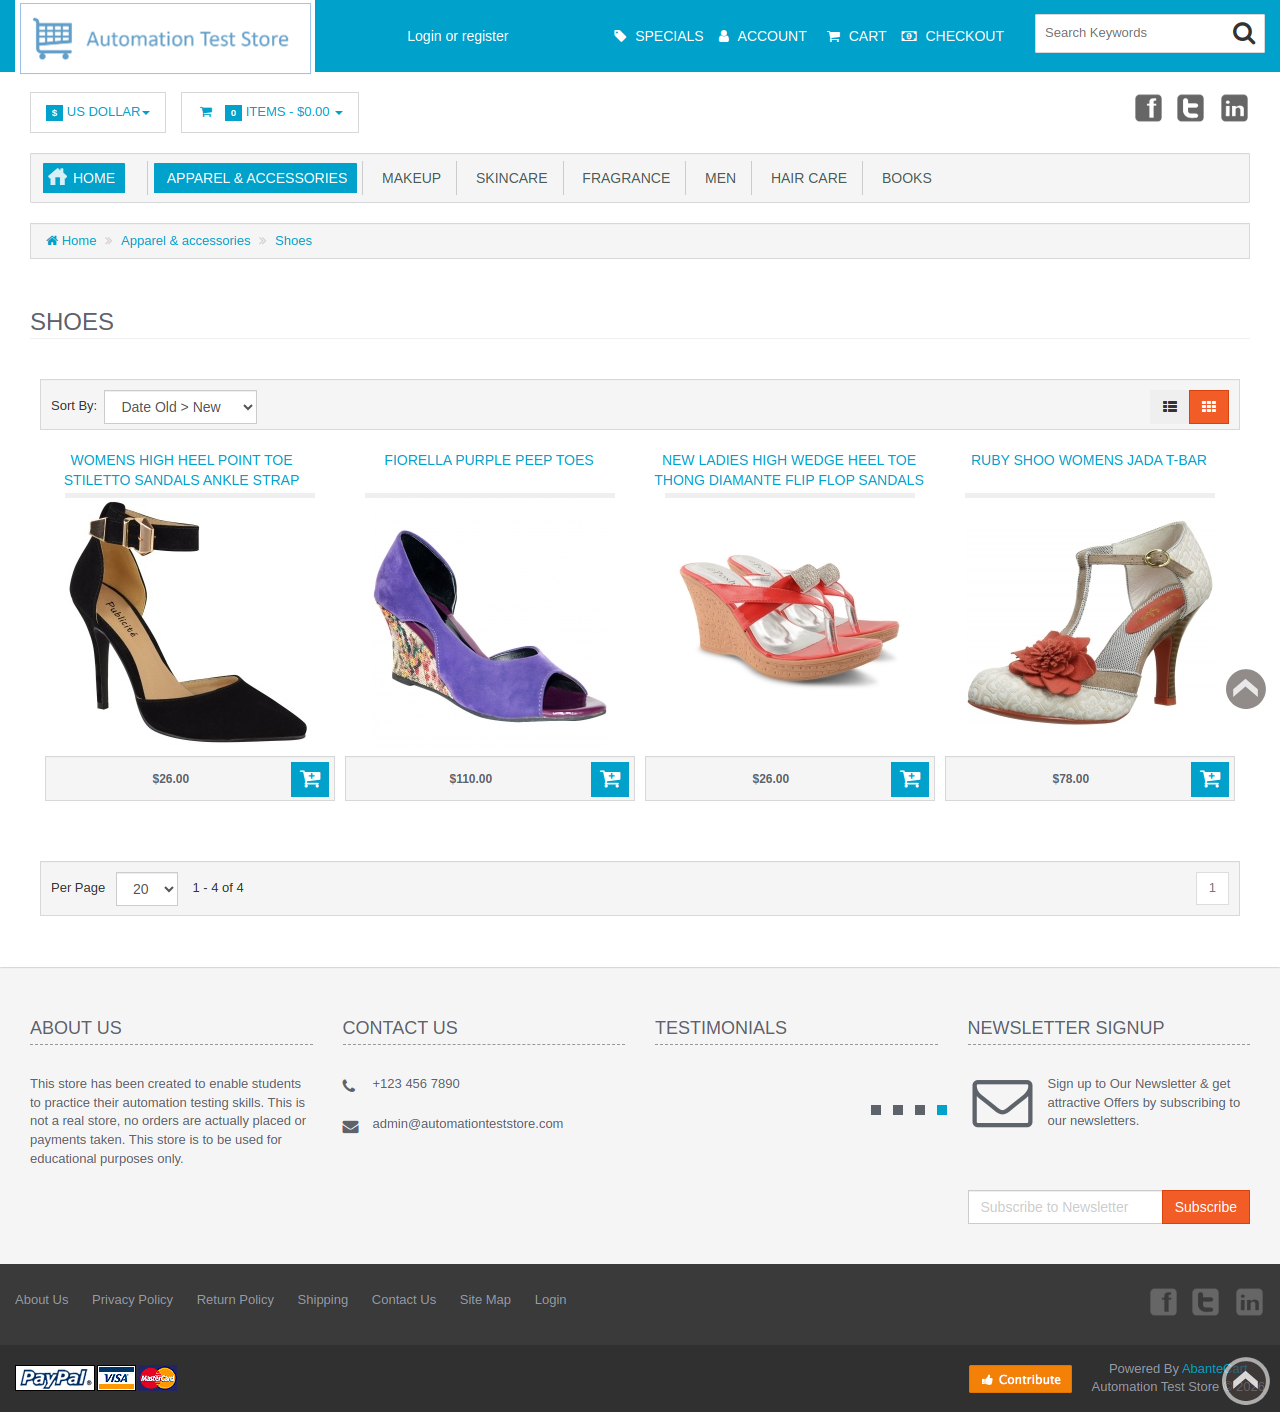 Automation Test Store
Login or register
SPECIALS ACCOUNT CART CHECKOUT
Search Keywords
$ US DOLLAR
0 ITEMS - $0.00
HOME APPAREL & ACCESSORIES MAKEUP SKINCARE FRAGRANCE MEN HAIR CARE BOOKS
Home Apparel & accessories Shoes
SHOES
Sort By: Date Old > New
WOMENS HIGH HEEL POINT TOE
STILETTO SANDALS ANKLE STRAP
FIORELLA PURPLE PEEP TOES
NEW LADIES HIGH WEDGE HEEL TOE
THONG DIAMANTE FLIP FLOP SANDALS
RUBY SHOO WOMENS JADA T-BAR
Publicité
$26.00
$110.00
$26.00
$78.00
Per Page 20 1 - 4 of 4
1
ABOUT US
This store has been created to enable students
to practice their automation testing skills. This is
not a real store, no orders are actually placed or
payments taken. This store is to be used for
educational purposes only.
CONTACT US
+123 456 7890
admin@automationteststore.com
TESTIMONIALS
NEWSLETTER SIGNUP
Sign up to Our Newsletter & get
attractive Offers by subscribing to
our newsletters.
Subscribe to Newsletter Subscribe
About Us Privacy Policy Return Policy Shipping Contact Us Site Map Login
PayPal VISA MasterCard
Contribute
Powered By AbanteCart
Automation Test Store © 2026